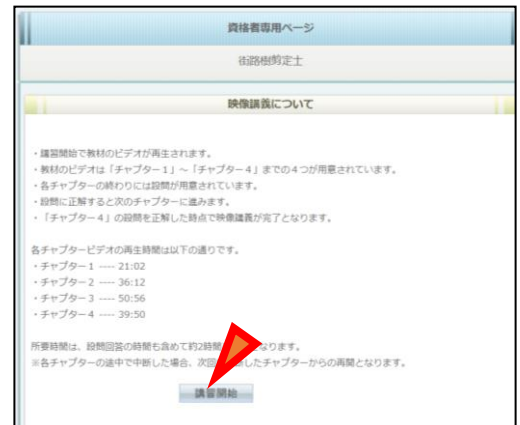 資格者専用ページ
街路樹剪定士
映像講義について
・講習開始で教材のビデオが再生されます。
・教材のビデオは「チャプター1」～「チャプター4」までの4つが用意されています。
・各チャプターの終わりには設問が用意されています。
・設問に正解すると次のチャプターに進みます。
・「チャプター4」の設問を正解した時点で映像講義が完了となります。
各チャプタービデオの再生時間は以下の通りです。
・チャプター1 ---- 21:02
・チャプター2 ---- 36:12
・チャプター3 ---- 50:56
・チャプター4 ---- 39:50
所要時間は、設問回答の時間も含めて約2時間 となります。
※各チャプターの途中で中断した場合、次回 したチャプターからの再開となります。
講習開始